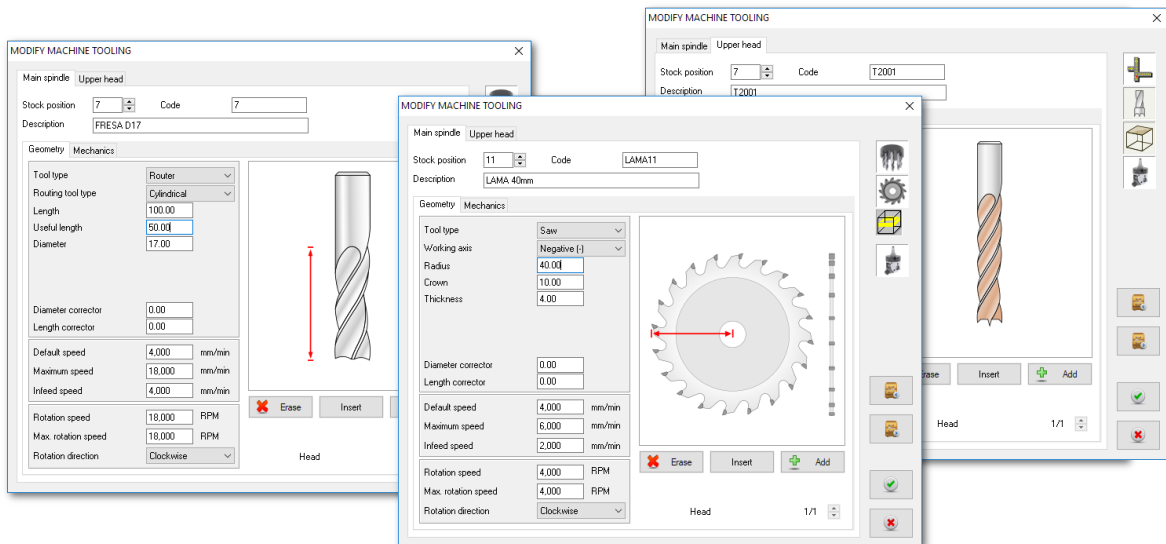 MODIFY MACHINE TOOLING
Main spindle Upper head
Stock position 7 Code 7
Description FRESA D17
Geometry Mechanics
Tool type Router
Routing tool type Cylindrical
Length 100.00
Useful length 50.00
Diameter 17.00
Diameter corrector 0.00
Length corrector 0.00
Default speed 4,000 mm/min
Maximum speed 18,000 mm/min
Infeed speed 4,000 mm/min
Rotation speed 18,000 RPM
Max. rotation speed 18,000 RPM
Rotation direction Clockwise
Erase Insert
Head
MODIFY MACHINE TOOLING
Main spindle Upper head
Stock position 11 Code LAMA11
Description LAMA 40mm
Geometry Mechanics
Tool type Saw
Working axis Negative (-)
Radius 40.00
Crown 10.00
Thickness 4.00
Diameter corrector 0.00
Length corrector 0.00
Default speed 4,000 mm/min
Maximum speed 6,000 mm/min
Infeed speed 2,000 mm/min
Rotation speed 4,000 RPM
Max. rotation speed 4,000 RPM
Rotation direction Clockwise
Erase Insert Add
Head 1/1
MODIFY MACHINE TOOLING
Main spindle Upper head
Stock position 7 Code T2001
Description T2001
rase Insert Add
Head 1/1